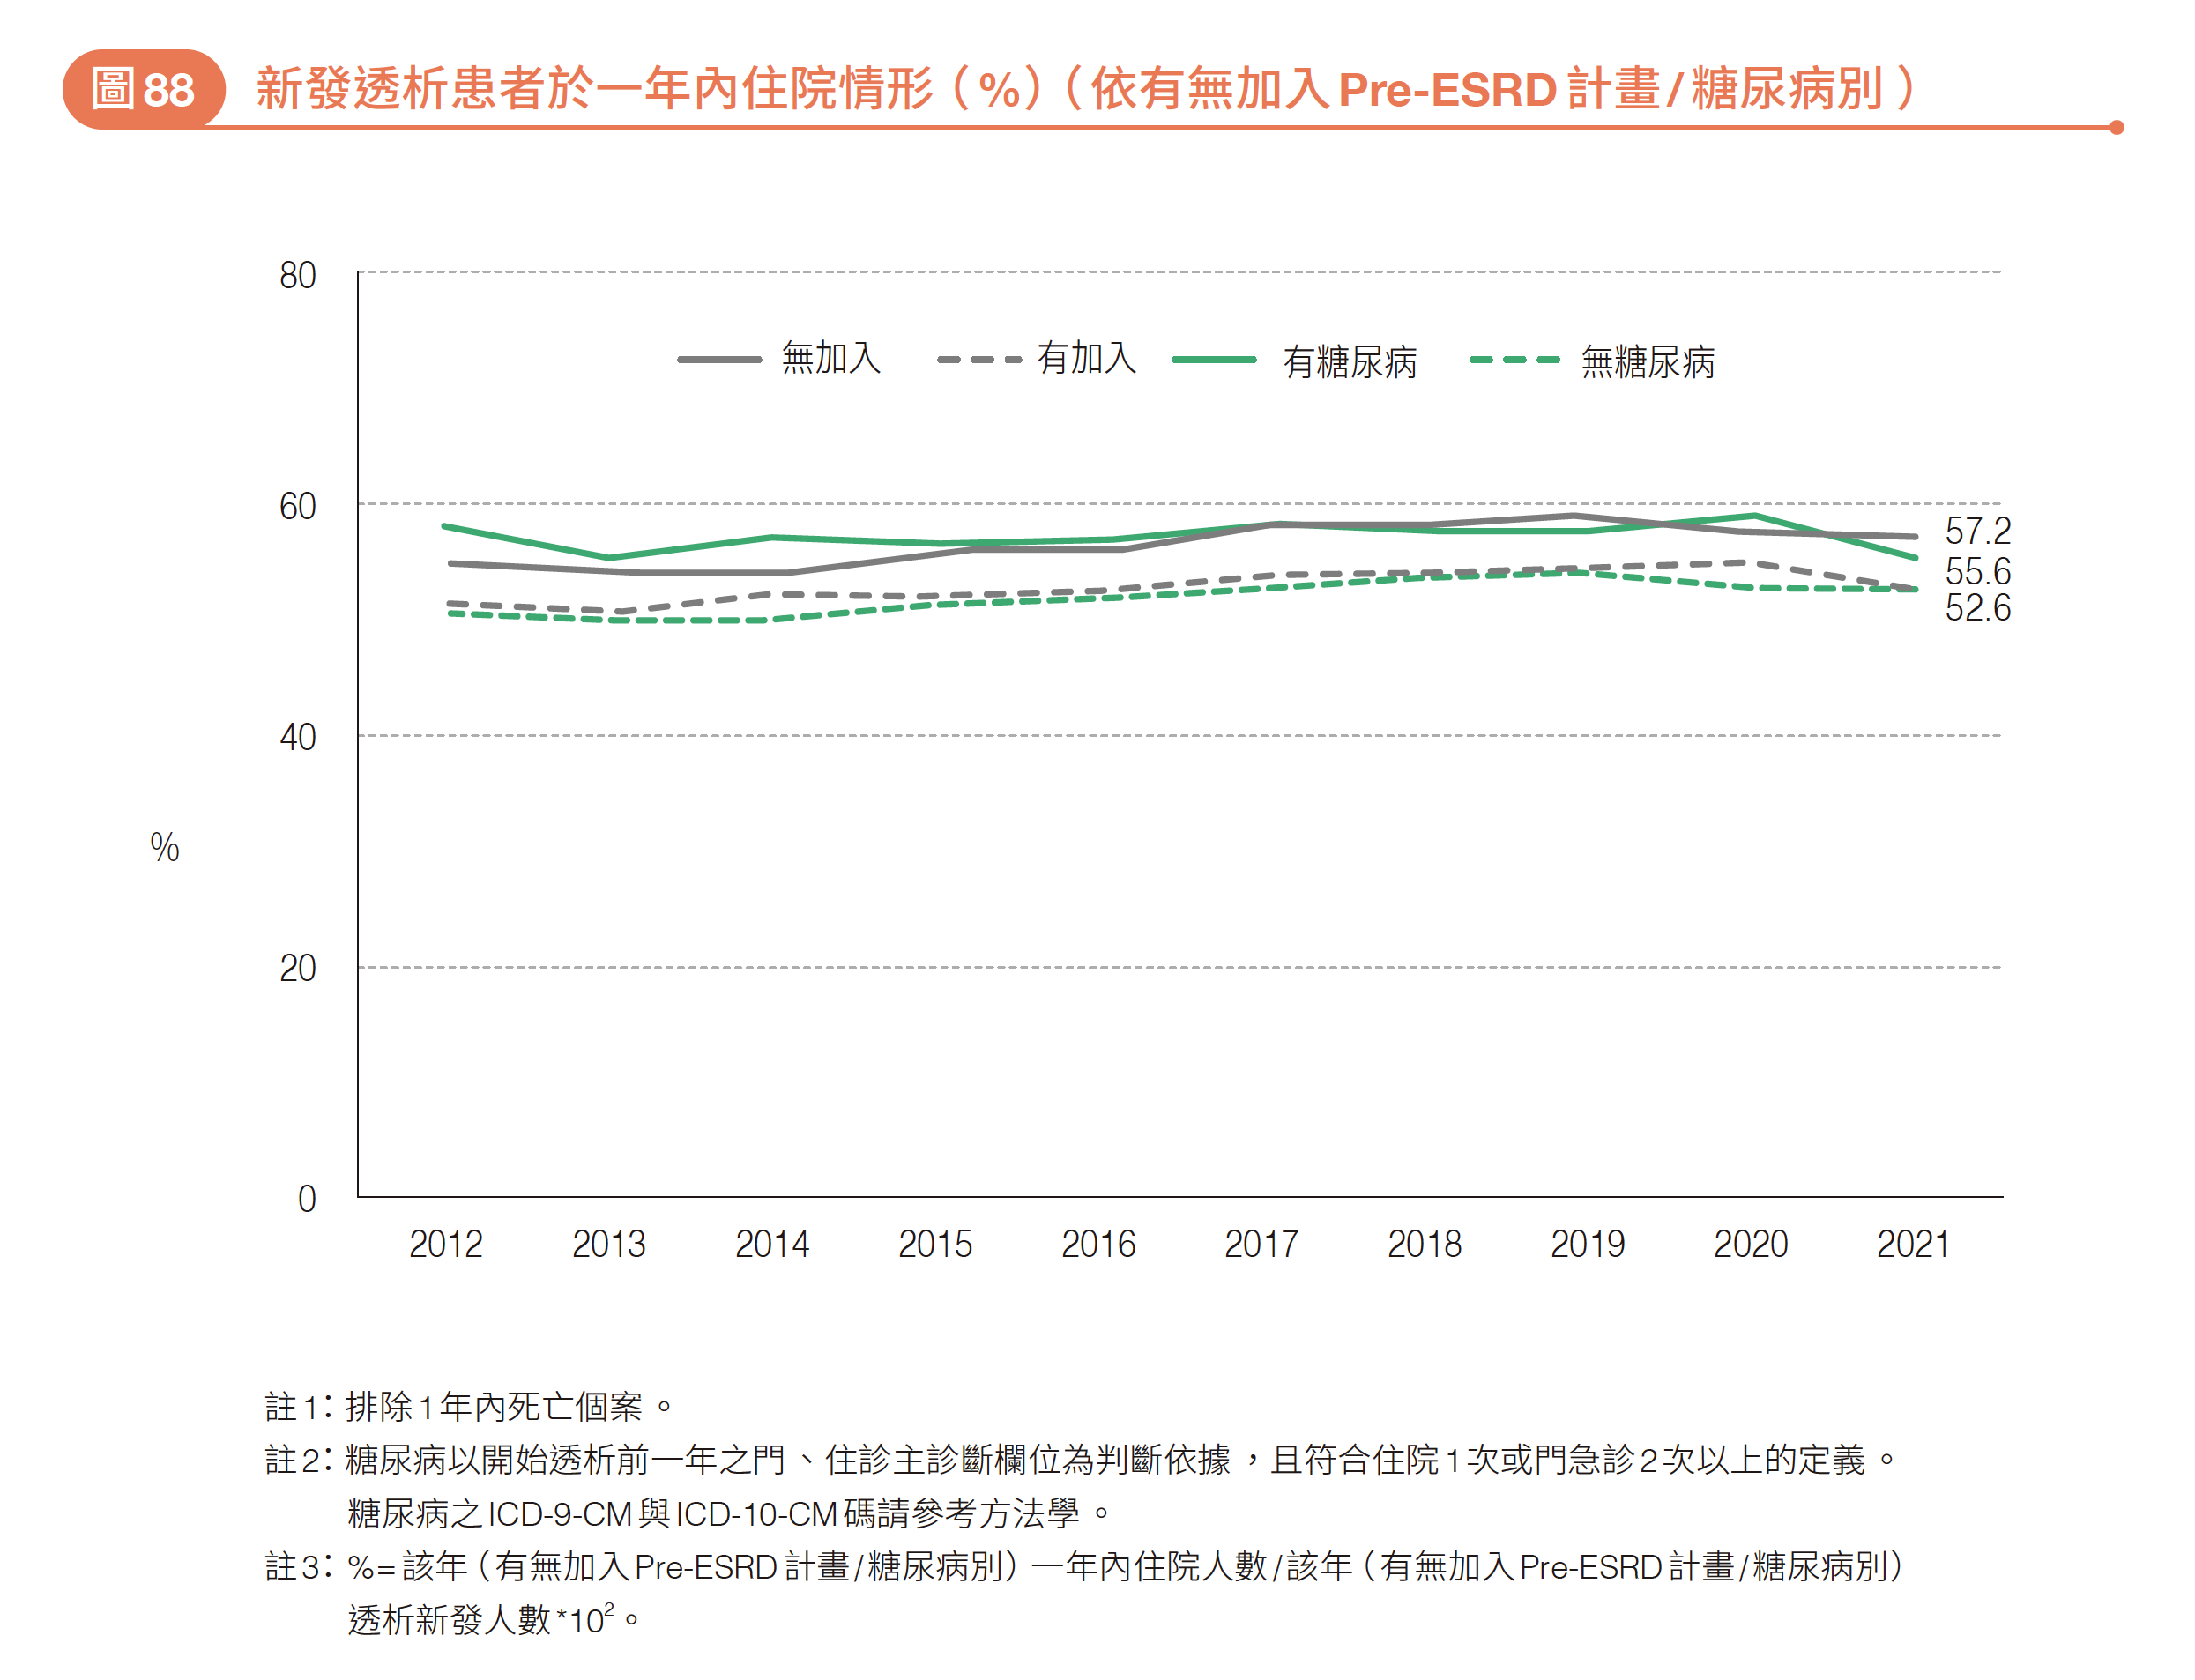 圖88 新發透析患者於一年內住院情形（%）（依有無加入Pre-ESRD計畫/糖尿病別）
80
無加入 有加入 有糖尿病 無糖尿病
60
57.2
55.6
52.6
40
%
20
0
2012 2013 2014 2015 2016 2017 2018 2019 2020 2021
註1：排除1年內死亡個案。
註2：糖尿病以開始透析前一年之門、住診主診斷欄位為判斷依據，且符合住院1次或門急診2次以上的定義。
糖尿病之ICD-9-CM與ICD-10-CM碼請參考方法學。
註3：%=該年（有無加入Pre-ESRD計畫/糖尿病別）一年內住院人數/該年（有無加入Pre-ESRD計畫/糖尿病別）
透析新發人數*10²。